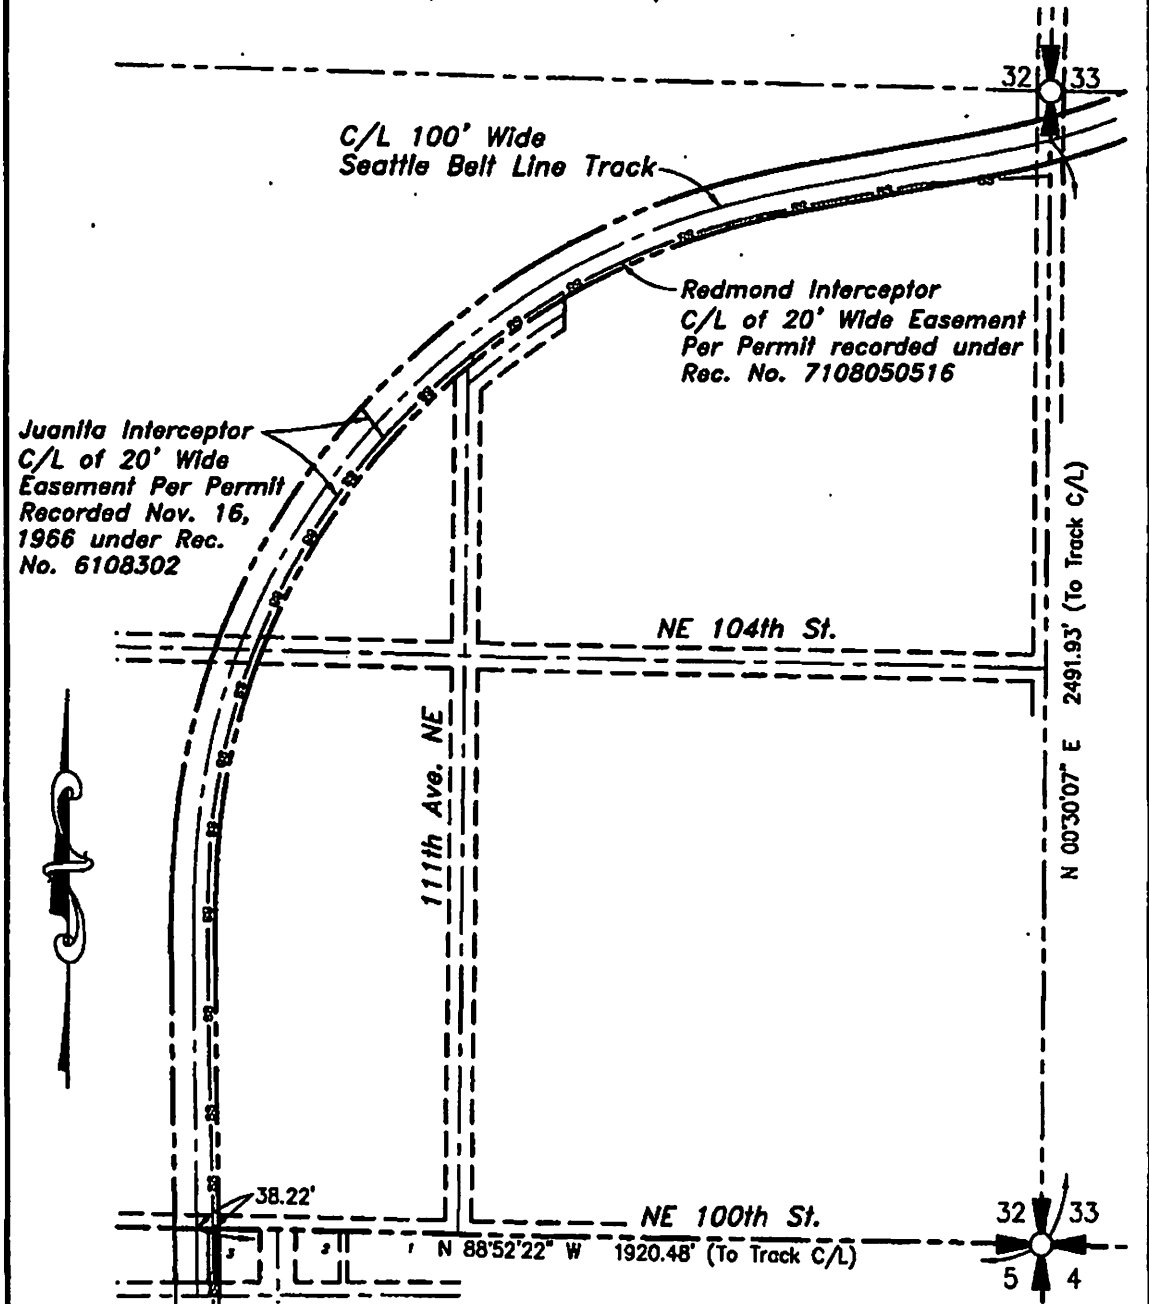 32 33
C/L 100' Wide
Seattle Belt Line Track
Redmond Interceptor
C/L of 20' Wide Easement
Per Permit recorded under
Rec. No. 7108050516
Juanita Interceptor
C/L of 20' Wide
Easement Per Permit
Recorded Nov. 16,
1966 under Rec.
No. 6108302
NE 104th St.
111th Ave. NE
N 00'30'07" E 2491.93' (To Track C/L)
38.22'
NE 100th St.
3 2 1
N 88'52'22" W 1920.48' (To Track C/L)
32 33
5 4